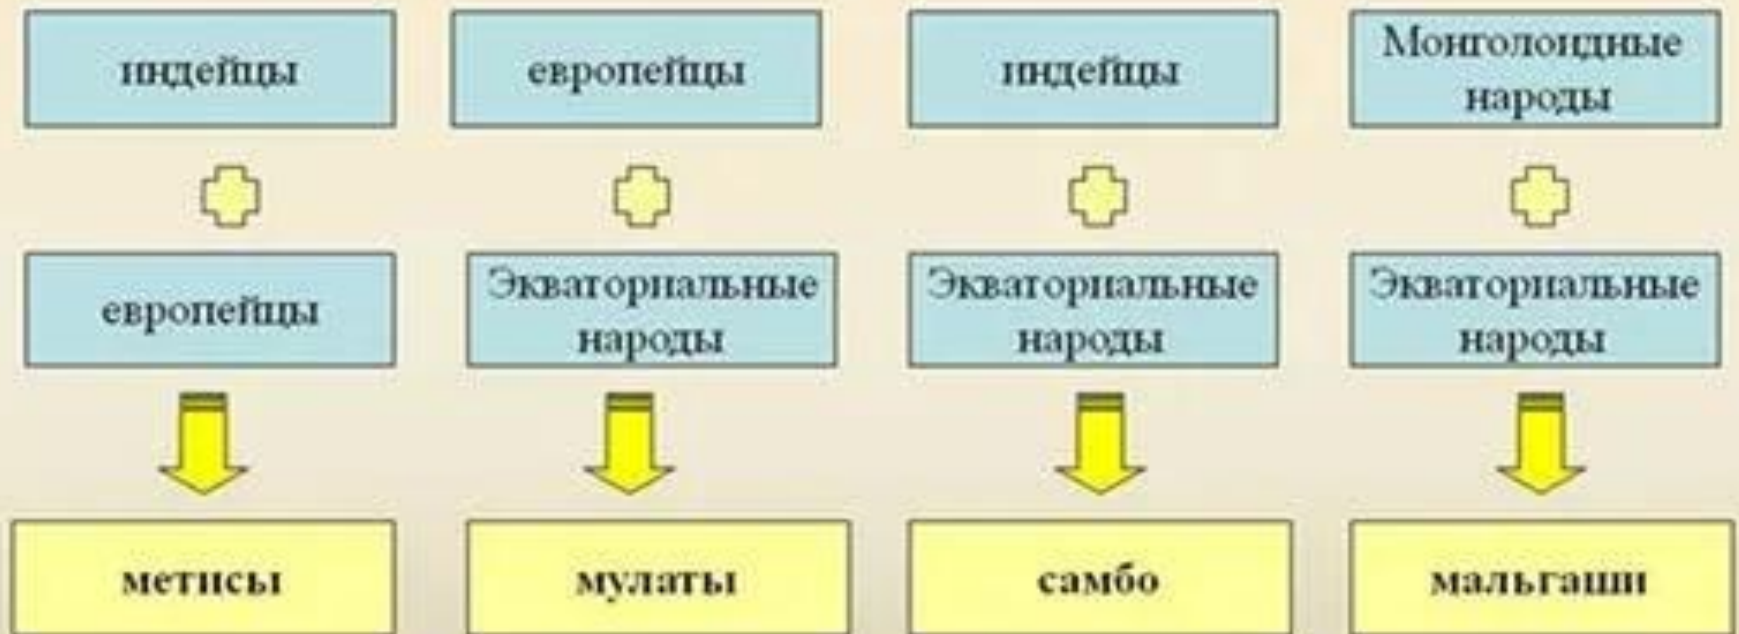 индейцы
европейцы
индейцы
Монголоидные
народы
европейцы
Экваториальные
народы
Экваториальные
народы
Экваториальные
народы
метисы
мулаты
самбо
мальгаши